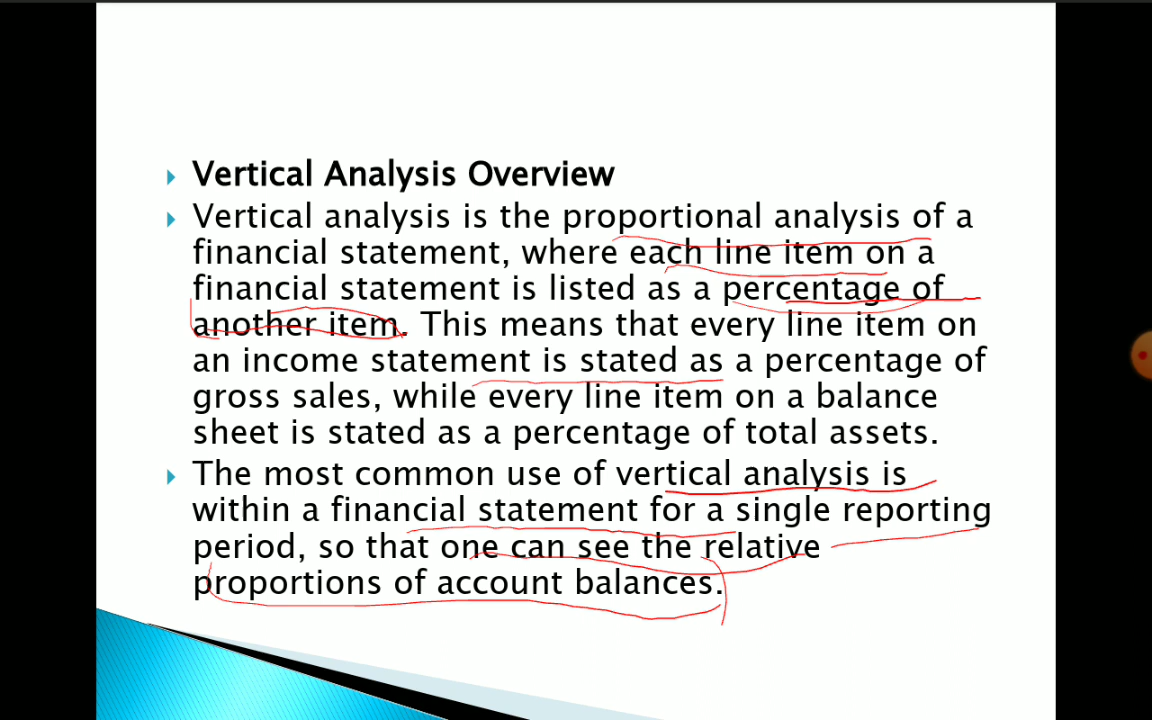 Vertical Analysis Overview
Vertical analysis is the proportional analysis of a
financial statement, where each line item on a
financial statement is listed as a percentage of
another item. This means that every line item on
an income statement is stated as a percentage of
gross sales, while every line item on a balance
sheet is stated as a percentage of total assets.
The most common use of vertical analysis is
within a financial statement for a single reporting
period, so that one can see the relative
proportions of account balances.